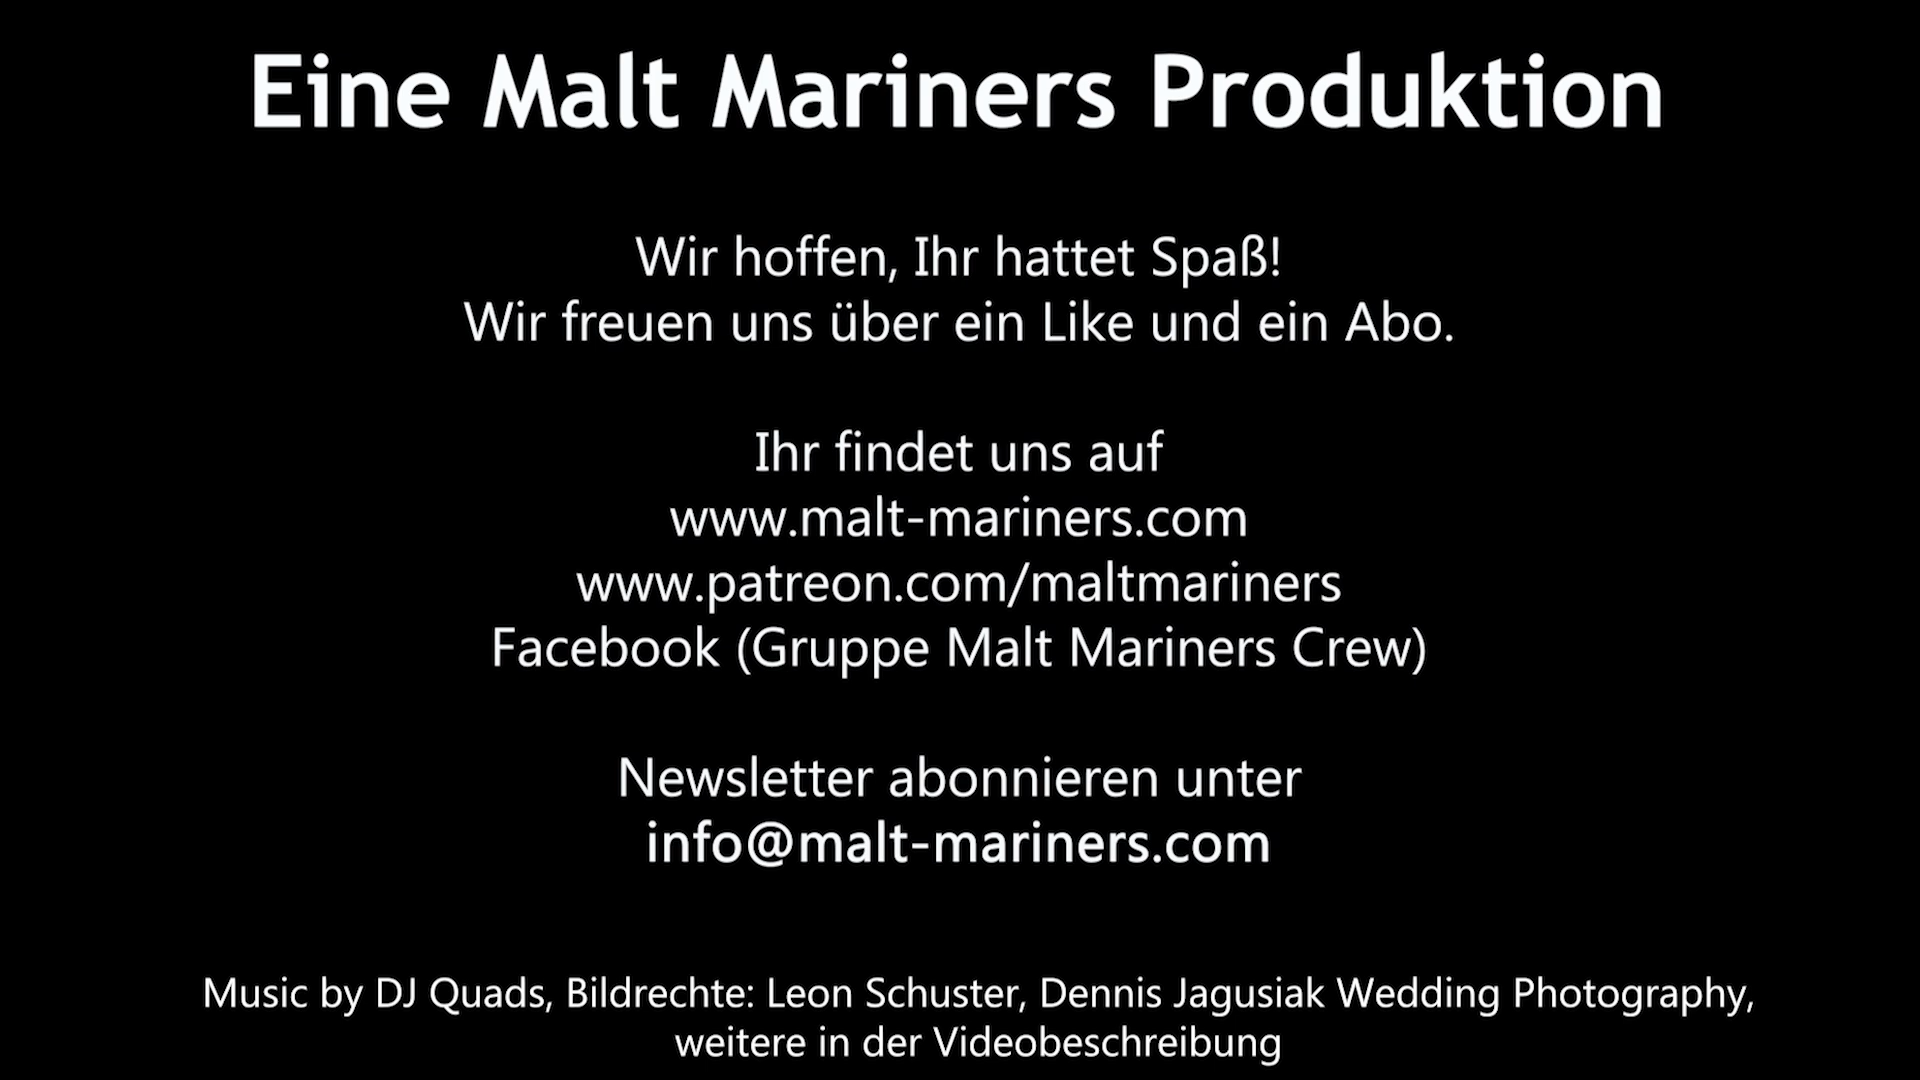 Eine Malt Mariners Produktion
Wir hoffen, Ihr hattet Spaß!
Wir freuen uns über ein Like und ein Abo.
Ihr findet uns auf
www.malt-mariners.com
www.patreon.com/maltmariners
Facebook (Gruppe Malt Mariners Crew)
Newsletter abonnieren unter
info@malt-mariners.com
Music by DJ Quads, Bildrechte: Leon Schuster, Dennis Jagusiak Wedding Photography,
weitere in der Videobeschreibung